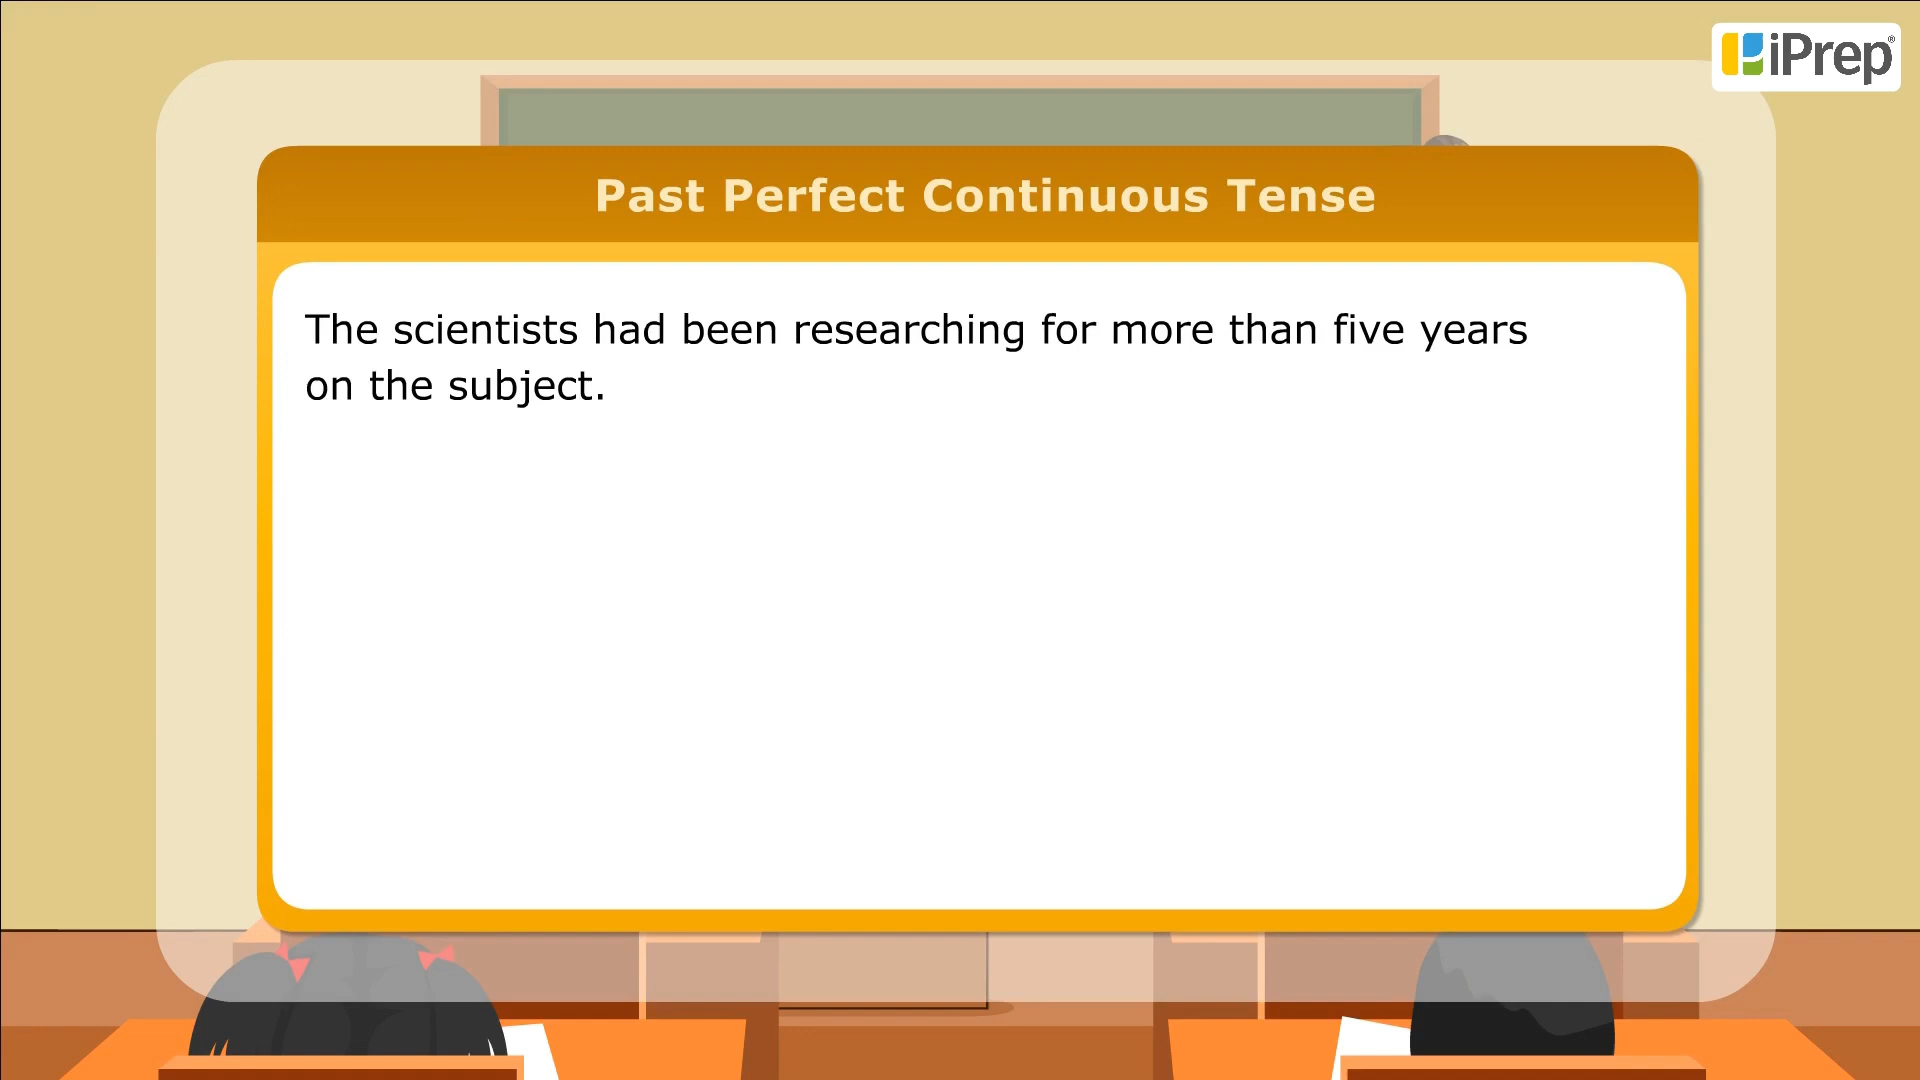 iPrep®
Past Perfect Continuous Tense
The scientists had been researching for more than five years
on the subject.